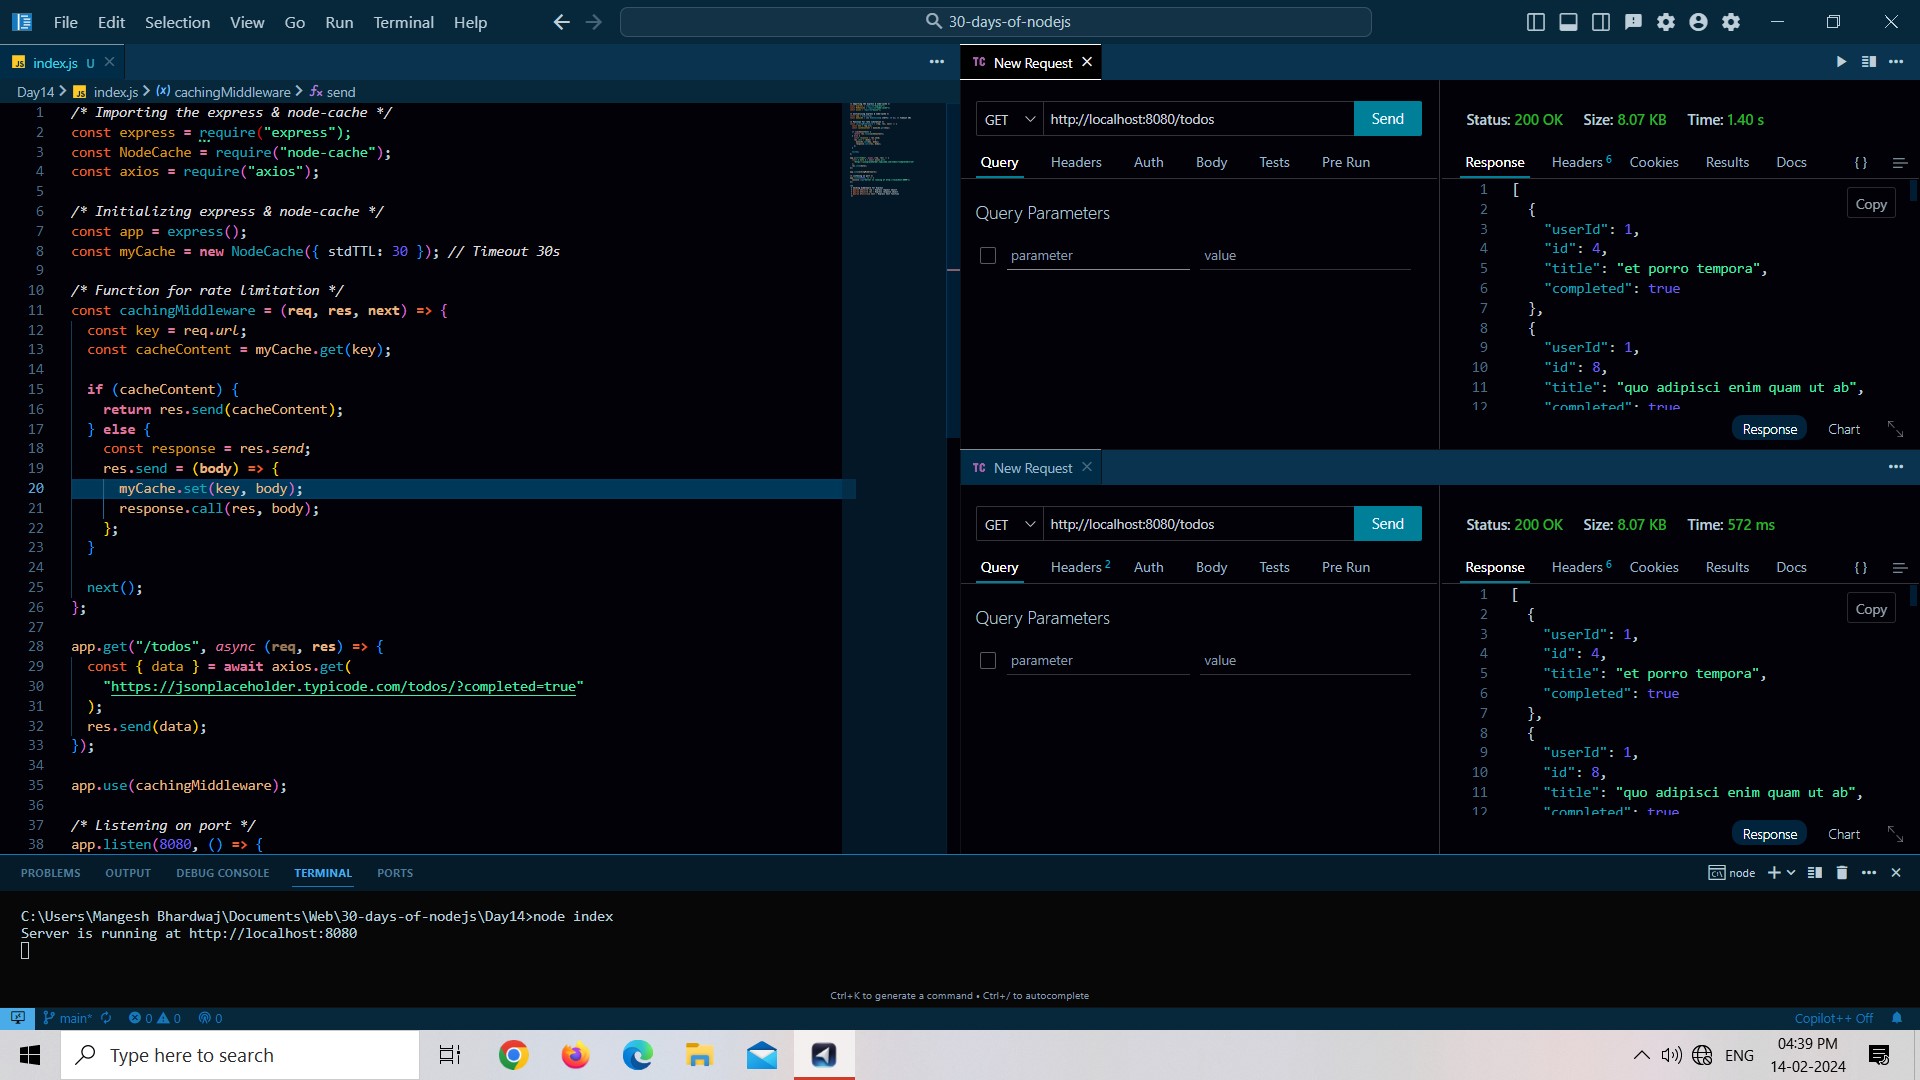 File Edit Selection View Go Run Terminal Help
30-days-of-nodejs
JS index.js U
Day14 > JS index.js > cachingMiddleware > send
1 /* Importing the express & node-cache */
2 const express = require("express");
3 const NodeCache = require("node-cache");
4 const axios = require("axios");
5
6 /* Initializing express & node-cache */
7 const app = express();
8 const myCache = new NodeCache({ stdTTL: 30 }); // Timeout 30s
9
10 /* Function for rate limitation */
11 const cachingMiddleware = (req, res, next) => {
12 const key = req.url;
13 const cacheContent = myCache.get(key);
14
15 if (cacheContent) {
16 return res.send(cacheContent);
17 } else {
18 const response = res.send;
19 res.send = (body) => {
20 myCache.set(key, body);
21 response.call(res, body);
22 };
23 }
24
25 next();
26 };
27
28 app.get("/todos", async (req, res) => {
29 const { data } = await axios.get(
30 "https://jsonplaceholder.typicode.com/todos/?completed=true"
31 );
32 res.send(data);
33 });
34
35 app.use(cachingMiddleware);
36
37 /* Listening on port */
38 app.listen(8080, () => {
TC New Request
GET http://localhost:8080/todos Send
Query Headers Auth Body Tests Pre Run
Query Parameters
parameter value
Status: 200 OK Size: 8.07 KB Time: 1.40 s
Response Headers 6 Cookies Results Docs { }
Copy
1 [
2 {
3 "userId": 1,
4 "id": 4,
5 "title": "et porro tempora",
6 "completed": true
7 },
8 {
9 "userId": 1,
10 "id": 8,
11 "title": "quo adipisci enim quam ut ab",
12 "completed": true
Response Chart
TC New Request
GET http://localhost:8080/todos Send
Query Headers 2 Auth Body Tests Pre Run
Query Parameters
parameter value
Status: 200 OK Size: 8.07 KB Time: 572 ms
Response Headers 6 Cookies Results Docs { }
Copy
1 [
2 {
3 "userId": 1,
4 "id": 4,
5 "title": "et porro tempora",
6 "completed": true
7 },
8 {
9 "userId": 1,
10 "id": 8,
11 "title": "quo adipisci enim quam ut ab",
12 "completed": true
Response Chart
PROBLEMS OUTPUT DEBUG CONSOLE TERMINAL PORTS
node
C:\Users\Mangesh Bhardwaj\Documents\Web\30-days-of-nodejs\Day14>node index
Server is running at http://localhost:8080
Ctrl+K to generate a command • Ctrl+/ to autocomplete
main* 0 0 0
Copilot++ Off
Type here to search
ENG
04:39 PM
14-02-2024